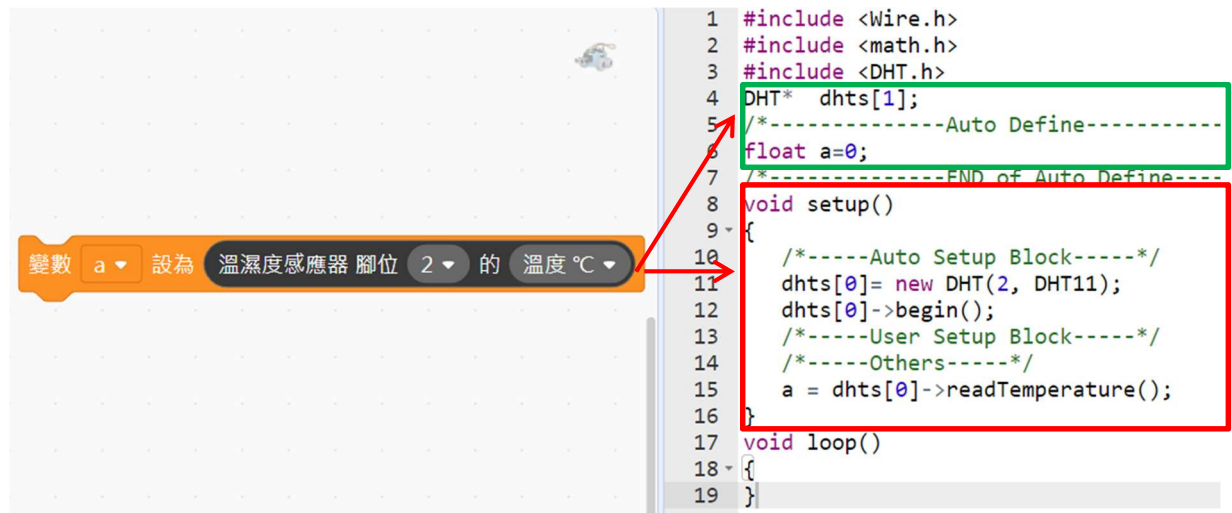 變數 a 設為 溫濕度感應器 腳位 2 的 溫度 ℃
1 #include <Wire.h>
2 #include <math.h>
3 #include <DHT.h>
4 DHT*  dhts[1];
5 /*--------------Auto Define-----------
6 float a=0;
7 /*--------------END of Auto Define----
8 void setup()
9 {
10 /*-----Auto Setup Block-----*/
11 dhts[0]= new DHT(2, DHT11);
12 dhts[0]->begin();
13 /*-----User Setup Block-----*/
14 /*-----Others-----*/
15 a = dhts[0]->readTemperature();
16 }
17 void loop()
18 {
19 }